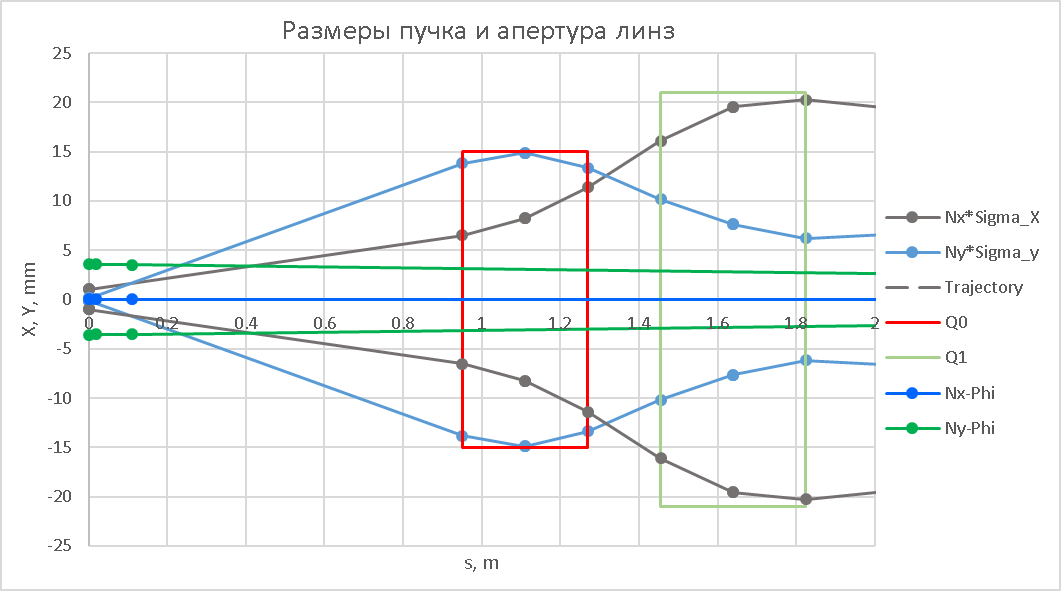 Размеры пучка и апертура линз
25
20
15
10
5
0
-5
-10
-15
-20
-25
X, Y, mm
0 0.2 0.4 0.6 0.8 1 1.2 1.4 1.6 1.8 2
s, m
Nx*Sigma_X
Ny*Sigma_y
Trajectory
Q0
Q1
Nx-Phi
Ny-Phi